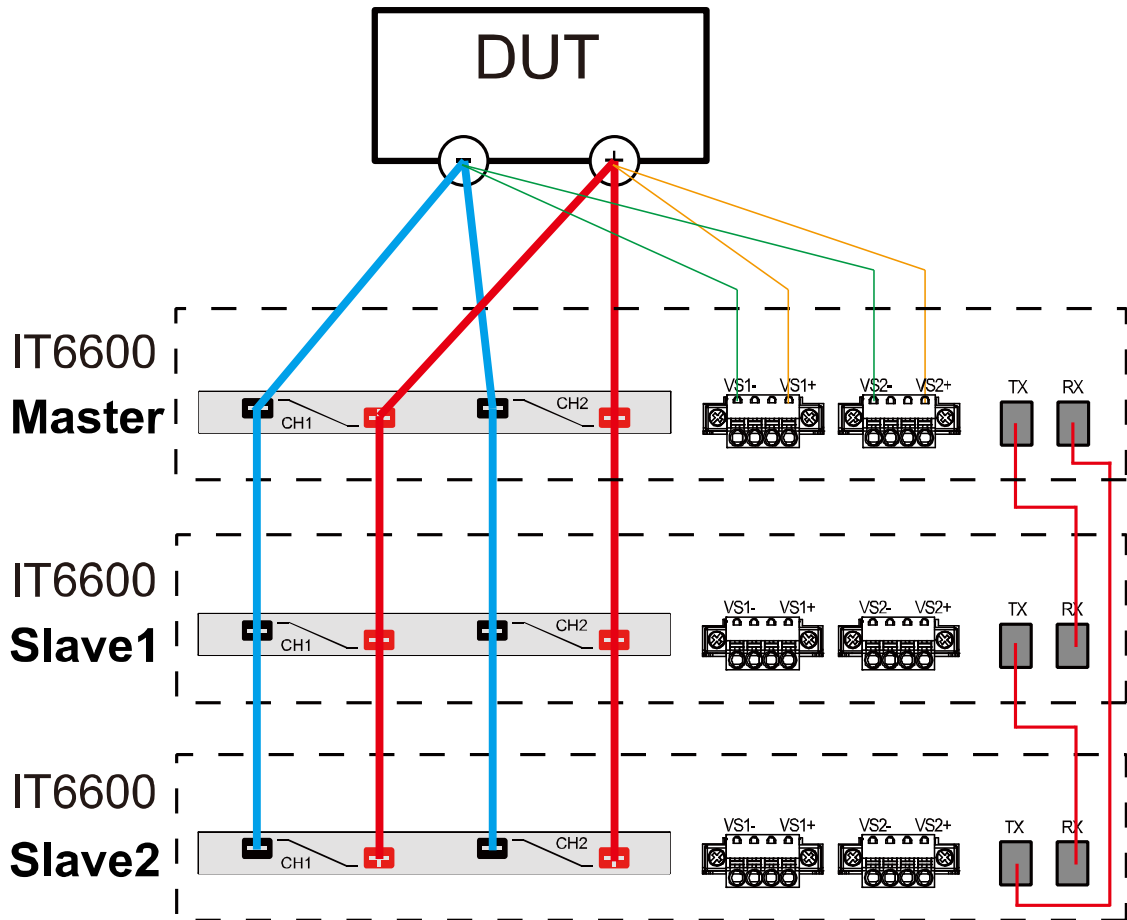 DUT
- +
IT6600
Master
CH1
CH2
VS1- VS1+
VS2- VS2+
TX RX
IT6600
Slave1
CH1
CH2
VS1- VS1+
VS2- VS2+
TX RX
IT6600
Slave2
CH1
CH2
VS1- VS1+
VS2- VS2+
TX RX